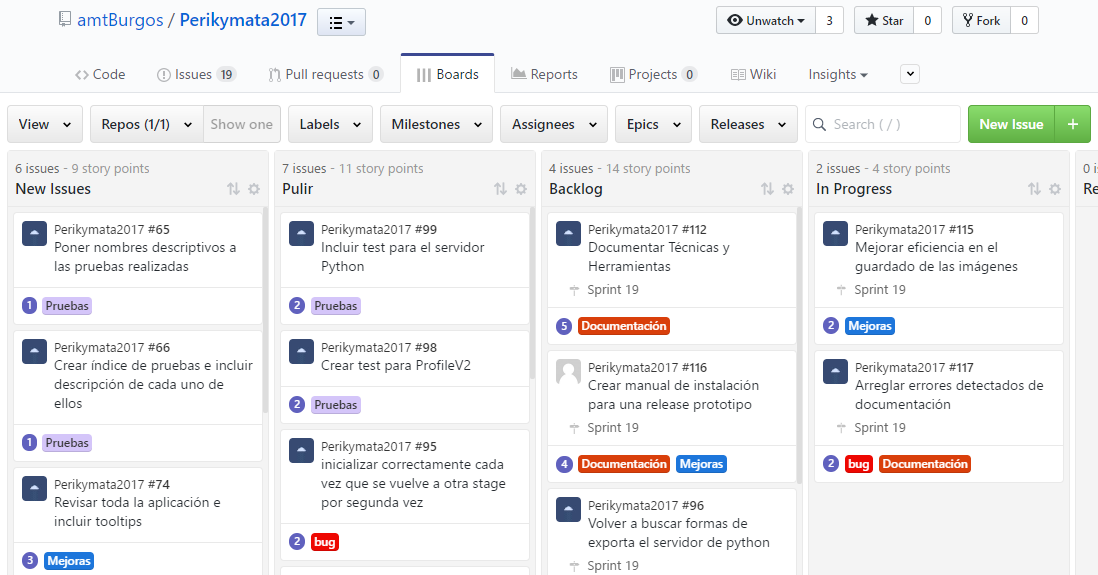 amtBurgos / Perikymata2017
Unwatch 3 Star 0 Fork 0
Code Issues 19 Pull requests 0 Boards Reports Projects 0 Wiki Insights
View Repos (1/1) Show one Labels Milestones Assignees Epics Releases Search ( / ) New Issue +
6 issues - 9 story points
New Issues
Perikymata2017 #65
Poner nombres descriptivos a
las pruebas realizadas
1 Pruebas
Perikymata2017 #66
Crear índice de pruebas e incluir
descripción de cada uno de
ellos
1 Pruebas
Perikymata2017 #74
Revisar toda la aplicación e
incluir tooltips
3 Mejoras
7 issues - 11 story points
Pulir
Perikymata2017 #99
Incluir test para el servidor
Python
2 Pruebas
Perikymata2017 #98
Crear test para ProfileV2
2 Pruebas
Perikymata2017 #95
inicializar correctamente cada
vez que se vuelve a otra stage
por segunda vez
2 bug
4 issues - 14 story points
Backlog
Perikymata2017 #112
Documentar Técnicas y
Herramientas
Sprint 19
5 Documentación
Perikymata2017 #116
Crear manual de instalación
para una release prototipo
Sprint 19
4 Documentación Mejoras
Perikymata2017 #96
Volver a buscar formas de
exporta el servidor de python
Sprint 19
2 issues - 4 story points
In Progress
Perikymata2017 #115
Mejorar eficiencia en el
guardado de las imágenes
Sprint 19
2 Mejoras
Perikymata2017 #117
Arreglar errores detectados de
documentación
Sprint 19
2 bug Documentación
0 i
Re